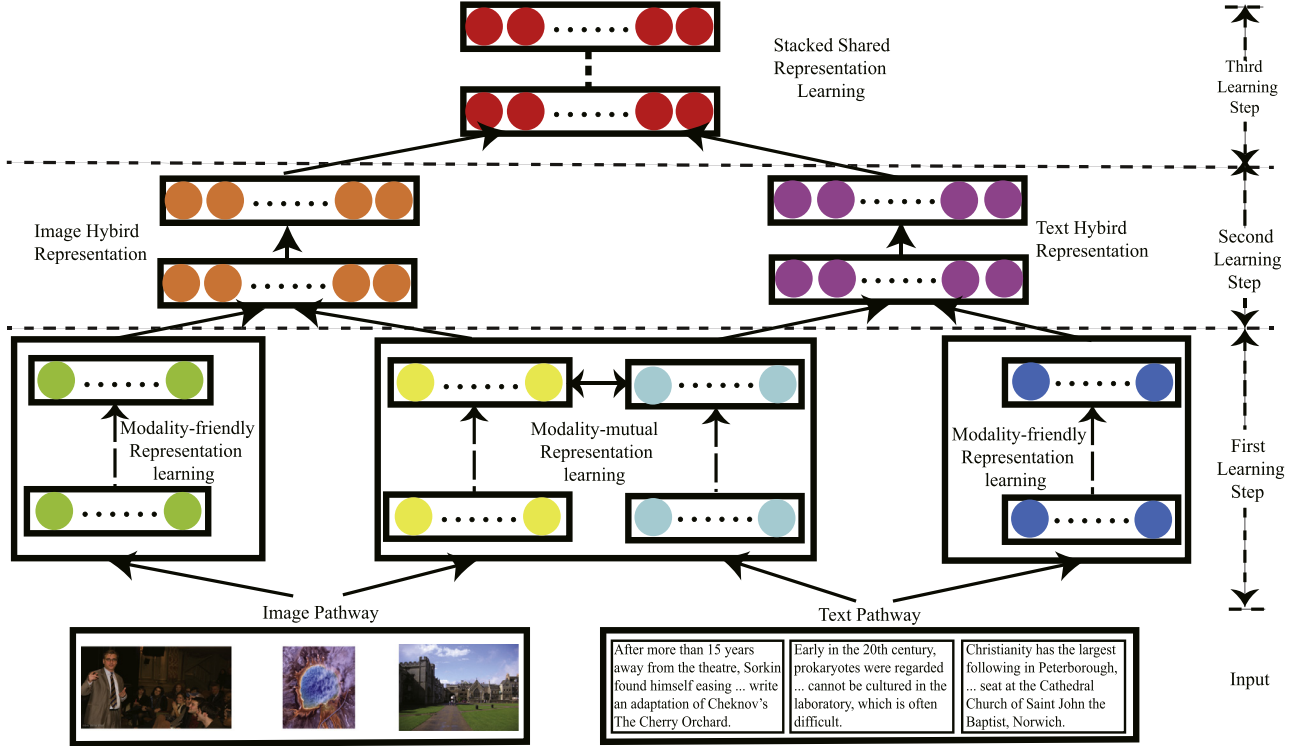 Stacked Shared
Representation
Learning
Third
Learning
Step
Image Hybird
Representation
Text Hybird
Representation
Second
Learning
Step
Modality-friendly
Representation
learning
Modality-mutual
Representation
learning
Modality-friendly
Representation
learning
First
Learning
Step
Image Pathway
Text Pathway
After more than 15 years
away from the theatre, Sorkin
found himself easing ... write
an adaptation of Cheknov's
The Cherry Orchard.
Early in the 20th century,
prokaryotes were regarded
... cannot be cultured in the
laboratory, which is often
difficult.
Christianity has the largest
following in Peterborough,
... seat at the Cathedral
Church of Saint John the
Baptist, Norwich.
Input